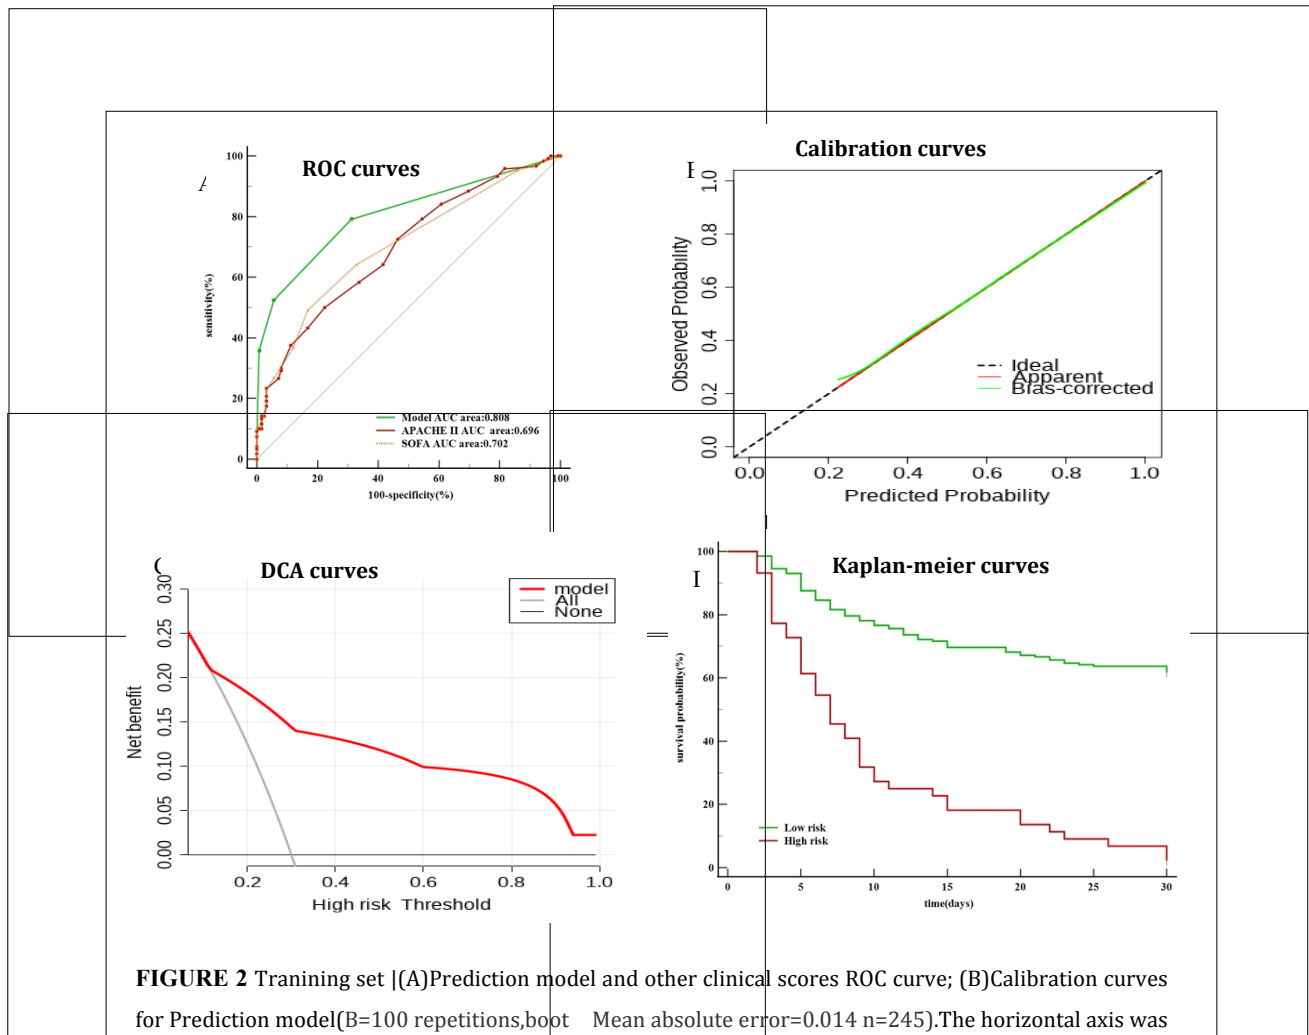 ROC curves
100
80
60
40
20
0
sensitivity(%)
0 20 40 60 80 100
100-specificity(%)
Model AUC area:0.808
APACHE II AUC area:0.696
SOFA AUC area:0.702
Calibration curves
1.0
0.8
0.6
0.4
0.2
0.0
Observed Probability
Ideal
Apparent
Bias-corrected
0.0 0.2 0.4 0.6 0.8 1.0
Predicted Probability
DCA curves
0.30
0.25
0.20
0.15
0.10
0.05
0.00
Net benefit
model
All
None
0.2 0.4 0.6 0.8 1.0
High risk Threshold
Kaplan-meier curves
100
80
60
40
20
0
survival probability(%)
Low risk
High risk
0 5 10 15 20 25 30
time(days)
FIGURE 2 Tranining set |(A)Prediction model and other clinical scores ROC curve; (B)Calibration curves
for Prediction model(B=100 repetitions,boot Mean absolute error=0.014 n=245).The horizontal axis was